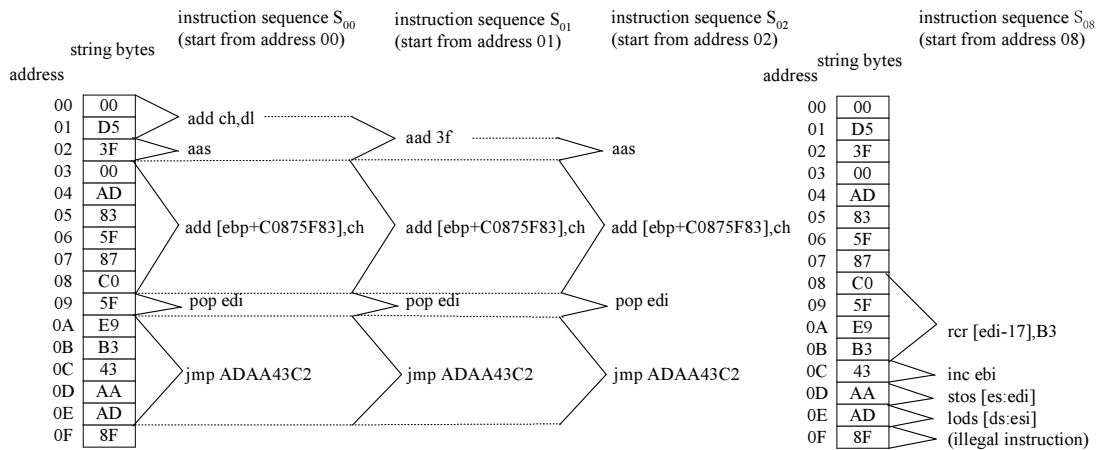 instruction sequence S00 instruction sequence S01 instruction sequence S02 instruction sequence S08
(start from address 00) (start from address 01) (start from address 02) (start from address 08)
string bytes string bytes
address address
00 00 00 00
add ch,dl
01 D5 01 D5
aad 3f
02 3F aas aas 02 3F
03 00 03 00
04 AD 04 AD
05 83 05 83
add [ebp+C0875F83],ch add [ebp+C0875F83],ch add [ebp+C0875F83],ch
06 5F 06 5F
07 87 07 87
08 C0 08 C0
09 5F pop edi pop edi pop edi 09 5F
0A E9 0A E9
rcr [edi-17],B3
0B B3 0B B3
0C 43 jmp ADAA43C2 jmp ADAA43C2 jmp ADAA43C2 0C 43 inc ebi
0D AA 0D AA stos [es:edi]
0E AD 0E AD lods [ds:esi]
0F 8F 0F 8F (illegal instruction)